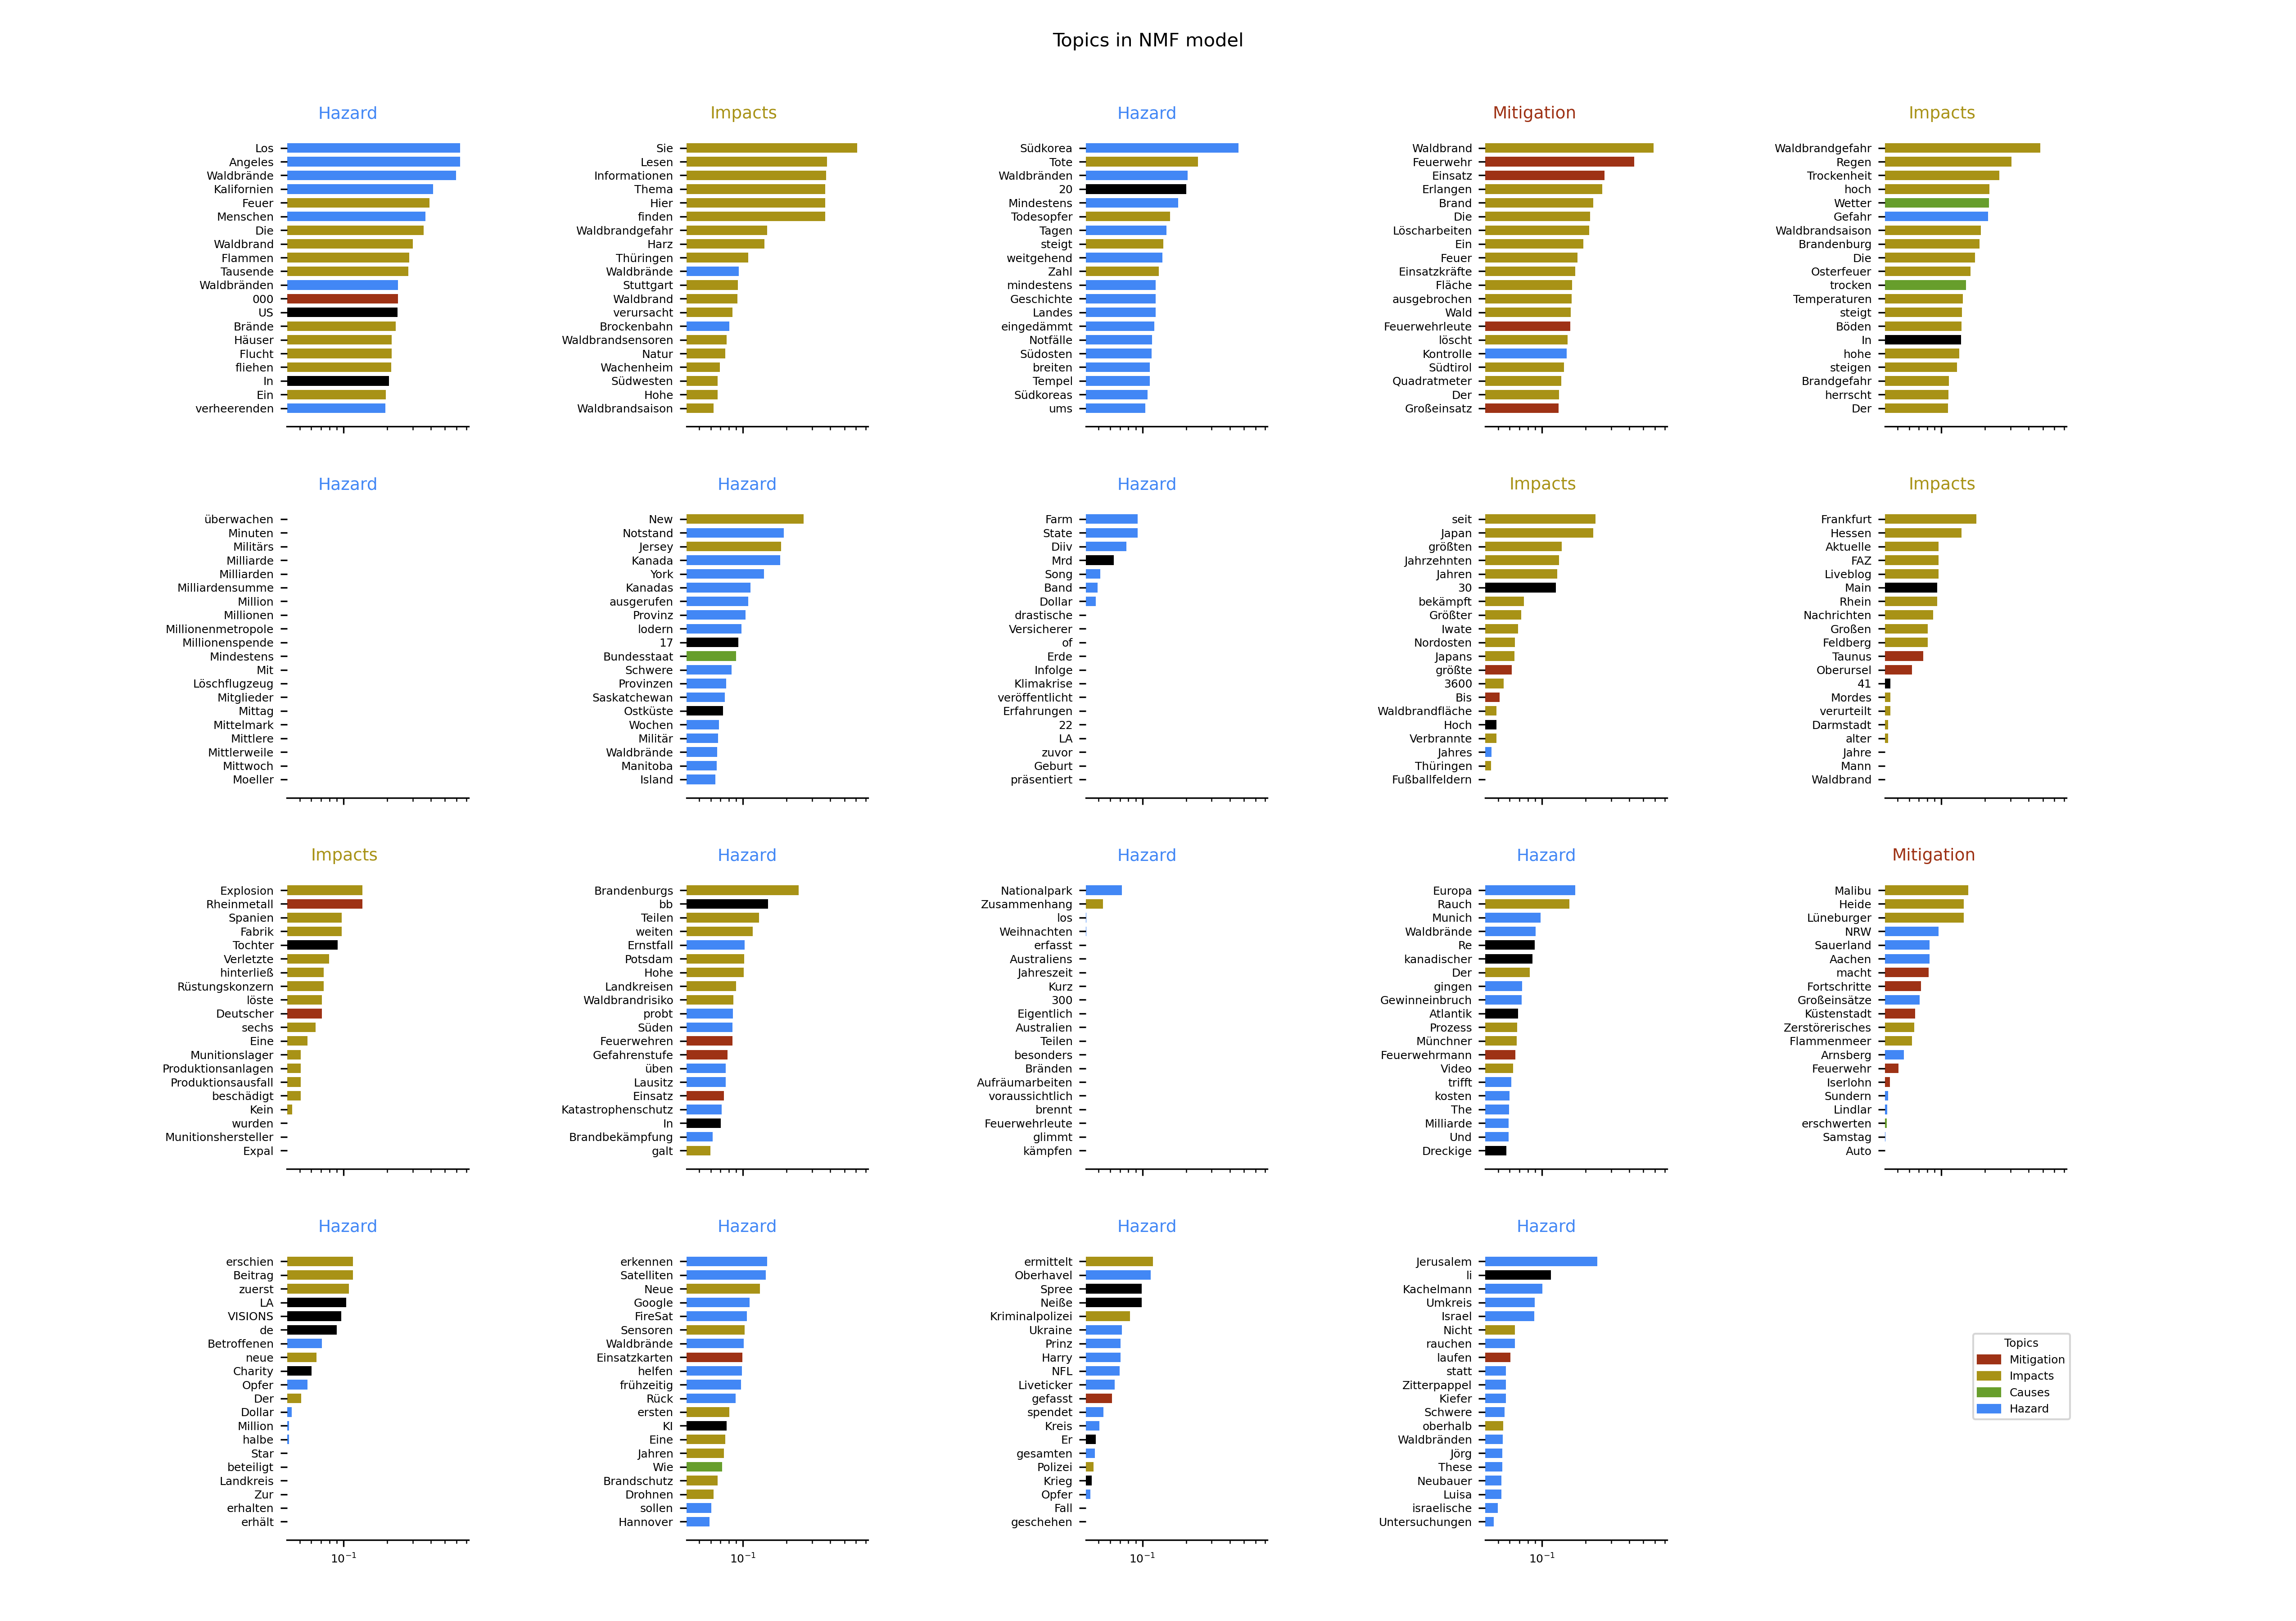 Topics in NMF model
Hazard
Los
Angeles
Waldbrände
Kalifornien
Feuer
Menschen
Die
Waldbrand
Flammen
Tausende
Waldbränden
000
US
Brände
Häuser
Flucht
fliehen
In
Ein
verheerenden
Impacts
Sie
Lesen
Informationen
Thema
Hier
finden
Waldbrandgefahr
Harz
Thüringen
Waldbrände
Stuttgart
Waldbrand
verursacht
Brockenbahn
Waldbrandsensoren
Natur
Wachenheim
Südwesten
Hohe
Waldbrandsaison
Hazard
Südkorea
Tote
Waldbränden
20
Mindestens
Todesopfer
Tagen
steigt
weitgehend
Zahl
mindestens
Geschichte
Landes
eingedämmt
Notfälle
Südosten
breiten
Tempel
Südkoreas
ums
Mitigation
Waldbrand
Feuerwehr
Einsatz
Erlangen
Brand
Die
Löscharbeiten
Ein
Feuer
Einsatzkräfte
Fläche
ausgebrochen
Wald
Feuerwehrleute
löscht
Kontrolle
Südtirol
Quadratmeter
Der
Großeinsatz
Impacts
Waldbrandgefahr
Regen
Trockenheit
hoch
Wetter
Gefahr
Waldbrandsaison
Brandenburg
Die
Osterfeuer
trocken
Temperaturen
steigt
Böden
In
hohe
steigen
Brandgefahr
herrscht
Der
Hazard
überwachen
Minuten
Militärs
Milliarde
Milliarden
Milliardensumme
Million
Millionen
Millionenmetropole
Millionenspende
Mindestens
Mit
Löschflugzeug
Mitglieder
Mittag
Mittelmark
Mittlere
Mittlerweile
Mittwoch
Moeller
Hazard
New
Notstand
Jersey
Kanada
York
Kanadas
ausgerufen
Provinz
lodern
17
Bundesstaat
Schwere
Provinzen
Saskatchewan
Ostküste
Wochen
Militär
Waldbrände
Manitoba
Island
Hazard
Farm
State
Diiv
Mrd
Song
Band
Dollar
drastische
Versicherer
of
Erde
Infolge
Klimakrise
veröffentlicht
Erfahrungen
22
LA
zuvor
Geburt
präsentiert
Impacts
seit
Japan
größten
Jahrzehnten
Jahren
30
bekämpft
Größter
Iwate
Nordosten
Japans
größte
3600
Bis
Waldbrandfläche
Hoch
Verbrannte
Jahres
Thüringen
Fußballfeldern
Impacts
Frankfurt
Hessen
Aktuelle
FAZ
Liveblog
Main
Rhein
Nachrichten
Großen
Feldberg
Taunus
Oberursel
41
Mordes
verurteilt
Darmstadt
alter
Jahre
Mann
Waldbrand
Impacts
Explosion
Rheinmetall
Spanien
Fabrik
Tochter
Verletzte
hinterließ
Rüstungskonzern
löste
Deutscher
sechs
Eine
Munitionslager
Produktionsanlagen
Produktionsausfall
beschädigt
Kein
wurden
Munitionshersteller
Expal
Hazard
Brandenburgs
bb
Teilen
weiten
Ernstfall
Potsdam
Hohe
Landkreisen
Waldbrandrisiko
probt
Süden
Feuerwehren
Gefahrenstufe
üben
Lausitz
Einsatz
Katastrophenschutz
In
Brandbekämpfung
galt
Hazard
Nationalpark
Zusammenhang
los
Weihnachten
erfasst
Australiens
Jahreszeit
Kurz
300
Eigentlich
Australien
Teilen
besonders
Bränden
Aufräumarbeiten
voraussichtlich
brennt
Feuerwehrleute
glimmt
kämpfen
Hazard
Europa
Rauch
Munich
Waldbrände
Re
kanadischer
Der
gingen
Gewinneinbruch
Atlantik
Prozess
Münchner
Feuerwehrmann
Video
trifft
kosten
The
Milliarde
Und
Dreckige
Mitigation
Malibu
Heide
Lüneburger
NRW
Sauerland
Aachen
macht
Fortschritte
Großeinsätze
Küstenstadt
Zerstörerisches
Flammenmeer
Arnsberg
Feuerwehr
Iserlohn
Sundern
Lindlar
erschwerten
Samstag
Auto
Hazard
erschien
Beitrag
zuerst
LA
VISIONS
de
Betroffenen
neue
Charity
Opfer
Der
Dollar
Million
halbe
Star
beteiligt
Landkreis
Zur
erhalten
erhält
10⁻¹
Hazard
erkennen
Satelliten
Neue
Google
FireSat
Sensoren
Waldbrände
Einsatzkarten
helfen
frühzeitig
Rück
ersten
KI
Eine
Jahren
Wie
Brandschutz
Drohnen
sollen
Hannover
10⁻¹
Hazard
ermittelt
Oberhavel
Spree
Neiße
Kriminalpolizei
Ukraine
Prinz
Harry
NFL
Liveticker
gefasst
spendet
Kreis
Er
gesamten
Polizei
Krieg
Opfer
Fall
geschehen
10⁻¹
Hazard
Jerusalem
li
Kachelmann
Umkreis
Israel
Nicht
rauchen
laufen
statt
Zitterpappel
Kiefer
Schwere
oberhalb
Waldbränden
Jörg
These
Neubauer
Luisa
israelische
Untersuchungen
10⁻¹
Topics
Mitigation
Impacts
Causes
Hazard